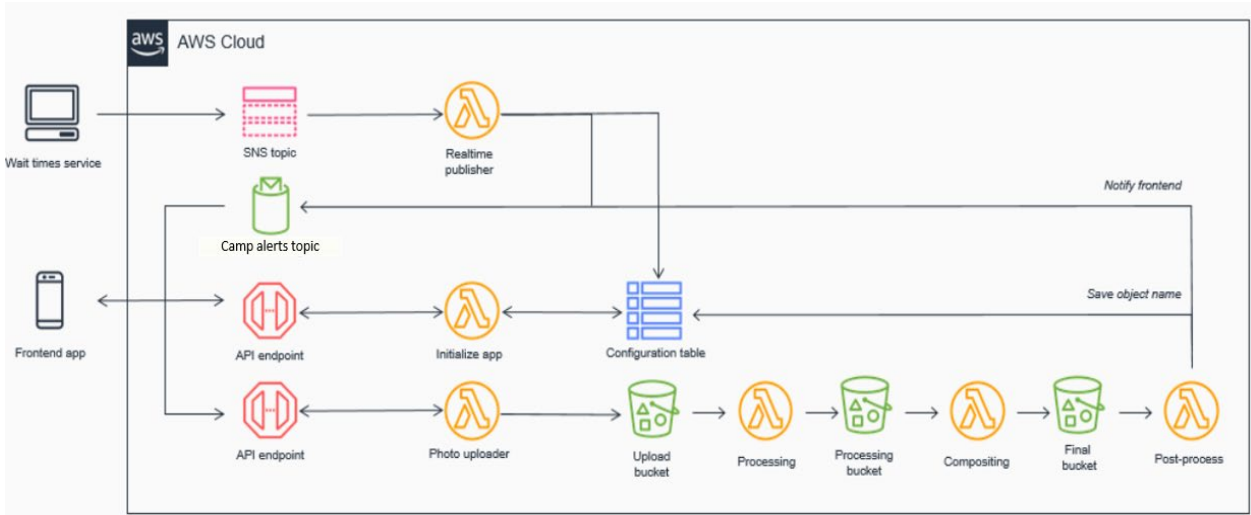 aws
AWS Cloud
Wait times service
SNS topic
Realtime
publisher
Notify frontend
Camp alerts topic
Save object name
Frontend app
API endpoint
Initialize app
Configuration table
API endpoint
Photo uploader
Upload
bucket
Processing
Processing
bucket
Compositing
Final
bucket
Post-process